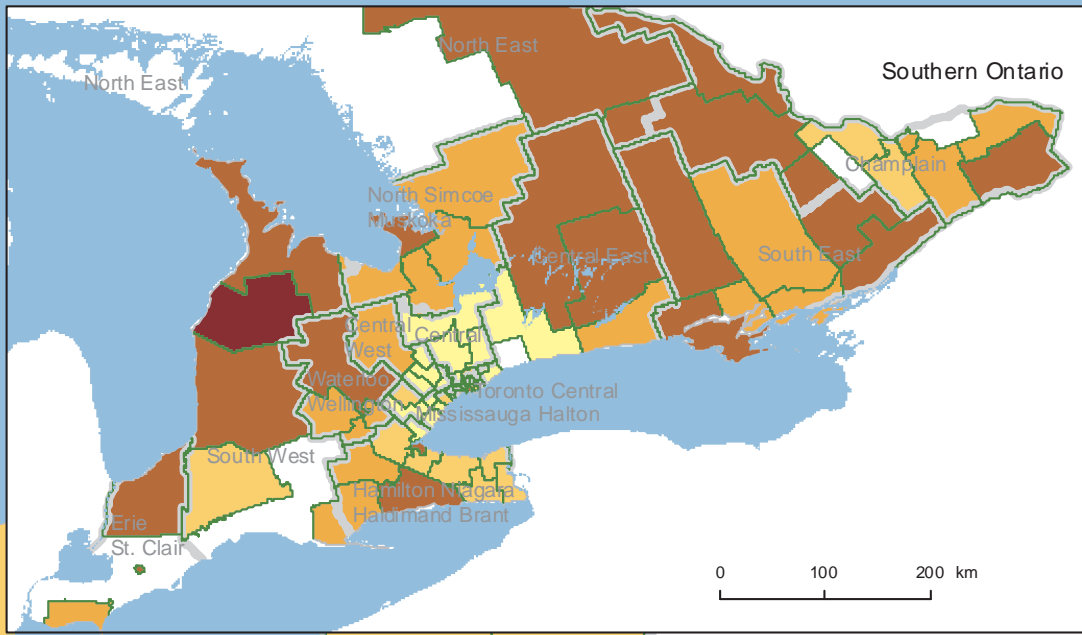 North East
North East
Southern Ontario
Champlain
North Simcoe
Muskoka
Central East
South East
Central
West
Central
Waterloo
Wellington
Toronto Central
Mississauga Halton
South West
Hamilton Niagara
Haldimand Brant
Erie
St. Clair
0 100 200 km